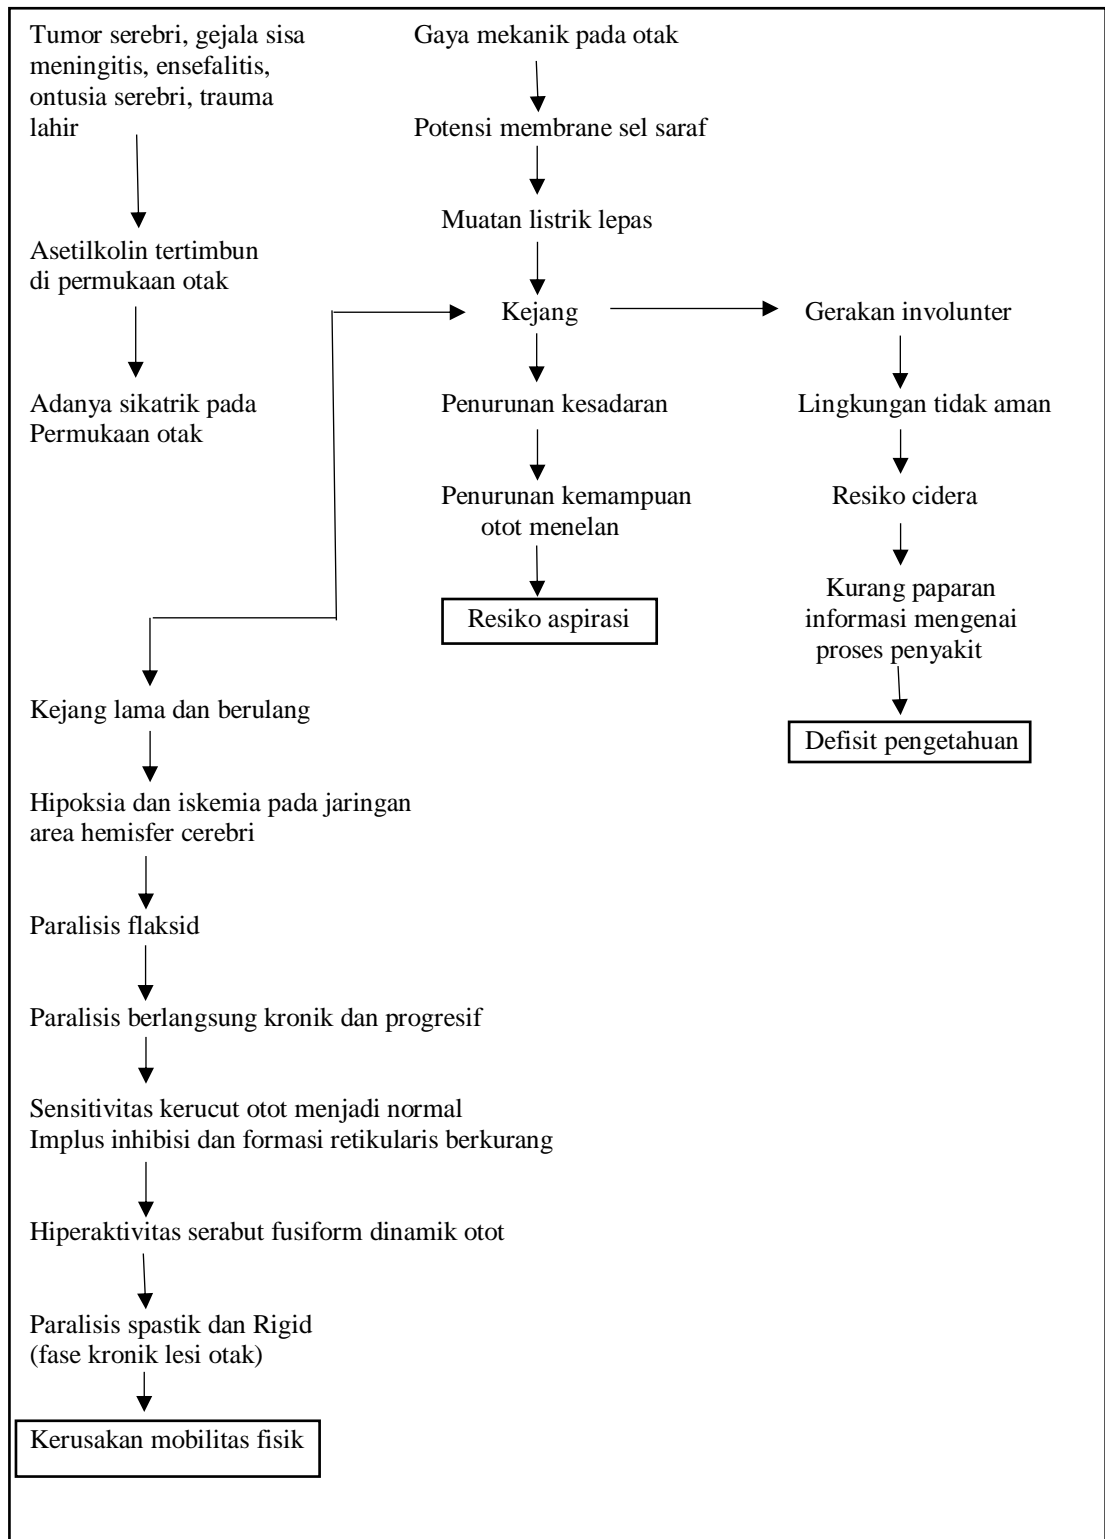 Tumor serebri, gejala sisa
meningitis, ensefalitis,
ontusia serebri, trauma
lahir
Asetilkolin tertimbun
di permukaan otak
Adanya sikatrik pada
Permukaan otak
Gaya mekanik pada otak
Potensi membrane sel saraf
Muatan listrik lepas
Kejang
Penurunan kesadaran
Penurunan kemampuan
otot menelan
Resiko aspirasi
Gerakan involunter
Lingkungan tidak aman
Resiko cidera
Kurang paparan
informasi mengenai
proses penyakit
Defisit pengetahuan
Kejang lama dan berulang
Hipoksia dan iskemia pada jaringan
area hemisfer cerebri
Paralisis flaksid
Paralisis berlangsung kronik dan progresif
Sensitivitas kerucut otot menjadi normal
Implus inhibisi dan formasi retikularis berkurang
Hiperaktivitas serabut fusiform dinamik otot
Paralisis spastik dan Rigid
(fase kronik lesi otak)
Kerusakan mobilitas fisik